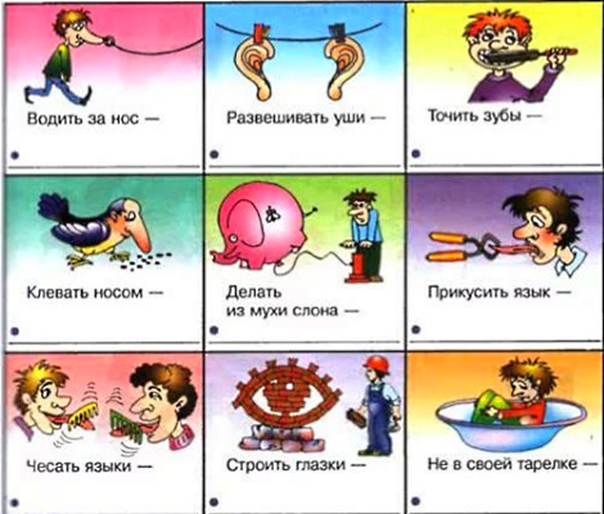 Водить за нос —
Развешивать уши —
Точить зубы —
Клевать носом —
Делать
из мухи слона —
Прикусить язык —
Чесать языки —
Строить глазки —
Не в своей тарелке —